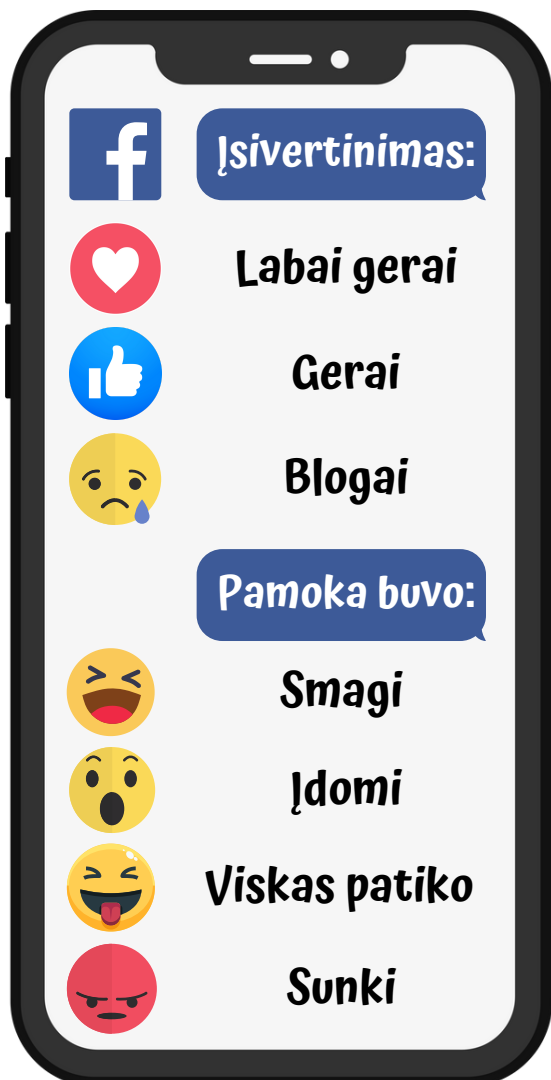 Įsivertinimas:
Labai gerai
Gerai
Blogai
Pamoka buvo:
Smagi
Įdomi
Viskas patiko
Sunki